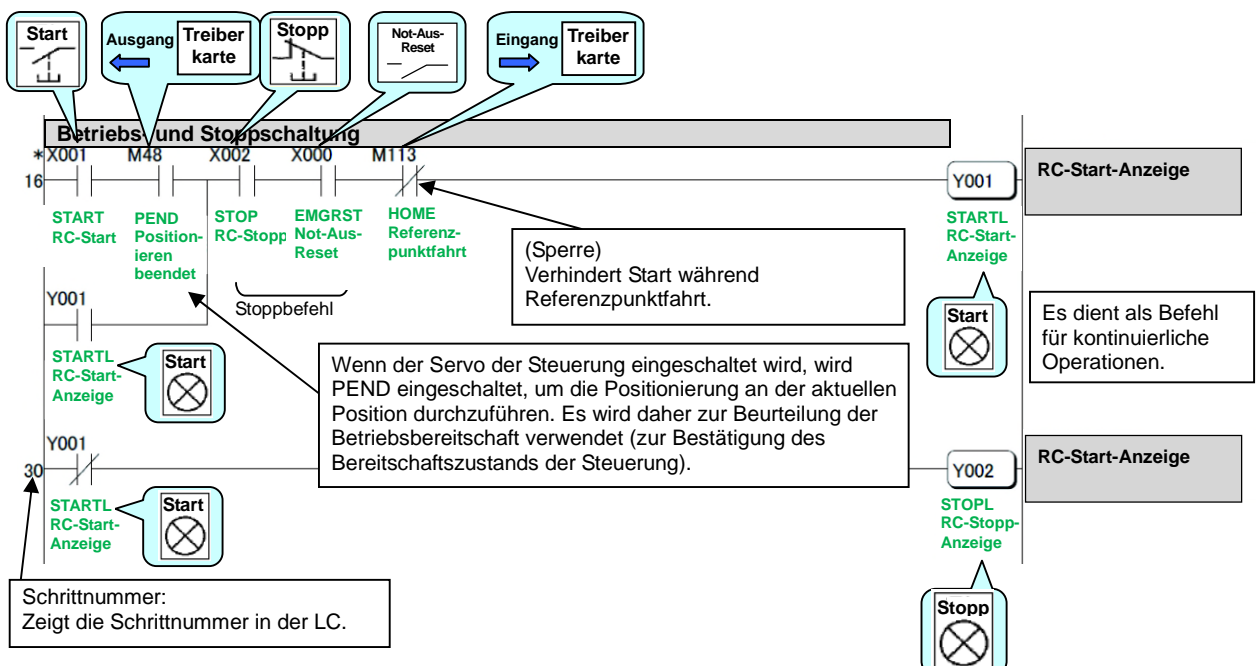 Start
Ausgang
Treiber
karte
Stopp
Not-Aus-
Reset
Eingang
Treiber
karte
Betriebs- und Stoppschaltung
* X001 M48 X002 X000 M113
16
Y001
RC-Start-Anzeige
START
RC-Start
PEND
Position-
ieren
beendet
STOP
RC-Stopp
EMGRST
Not-Aus-
Reset
HOME
Referenz-
punktfahrt
STARTL
RC-Start-
Anzeige
(Sperre)
Verhindert Start während
Referenzpunktfahrt.
Stoppbefehl
Y001
STARTL
RC-Start-
Anzeige
Start
Start
Es dient als Befehl
für kontinuierliche
Operationen.
Wenn der Servo der Steuerung eingeschaltet wird, wird
PEND eingeschaltet, um die Positionierung an der aktuellen
Position durchzuführen. Es wird daher zur Beurteilung der
Betriebsbereitschaft verwendet (zur Bestätigung des
Bereitschaftszustands der Steuerung).
Y001
30
Y002
RC-Start-Anzeige
STARTL
RC-Start-
Anzeige
Start
STOPL
RC-Stopp-
Anzeige
Stopp
Schrittnummer:
Zeigt die Schrittnummer in der LC.